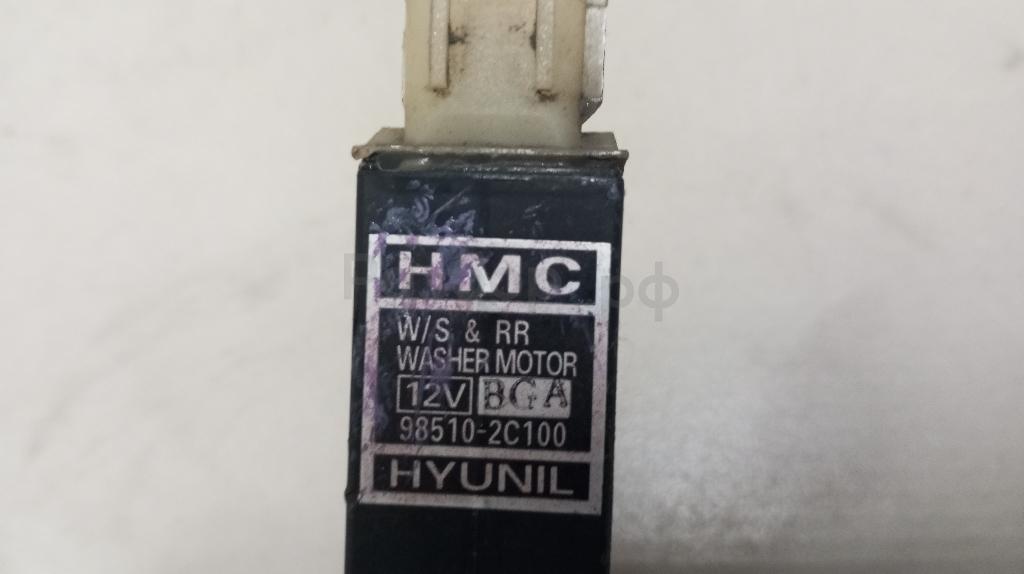 HMC
W/S & RR
WASHER MOTOR
12V BGA
98510-2C100
HYUNIL